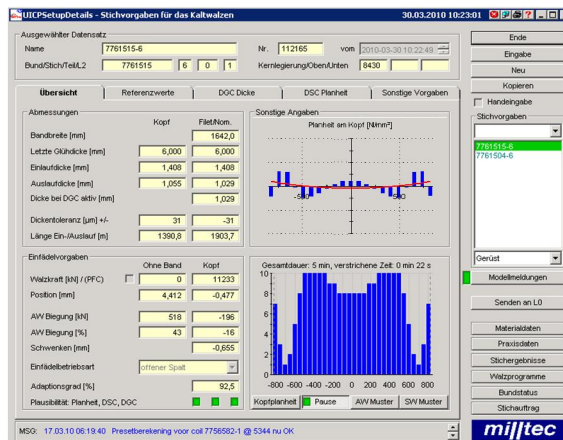 UICPSetupDetails - Stichvorgaben für das Kaltwalzen 30.03.2010 10:23:01
Ausgewählter Datensatz
Name 7761515-6 Nr. 112165 vom 2010-03-30 10:22:49
Bund/Stich/Teil/L2 7761515 6 0 1 Kernlegierung/Oben/Unten 8430
Übersicht Referenzwerte DGC Dicke DSC Planheit Sonstige Vorgaben
Abmessungen
Kopf Filet/Nom.
Bandbreite [mm] 1642,0
Letzte Glühdicke [mm] 6,000 6,000
Einlaufdicke [mm] 1,408 1,408
Auslaufdicke [mm] 1,055 1,029
Dicke bei DGC aktiv [mm] 1,029
Dickentoleranz [µm] +/- 31 -31
Länge Ein-/Auslauf [m] 1390,8 1903,7
Sonstige Angaben
Planheit am Kopf [N/mm²]
-500 500
Einfädelvorgaben
Ohne Band Kopf
Walzkraft [kN] / (PFC) 0 11233
Position [mm] 4,412 -0,477
AW Biegung [kN] 518 -196
AW Biegung [%] 43 -16
Schwenken [mm] -0,655
Einfädelbetriebsart offener Spalt
Adaptionsgrad [%] 92,5
Plausibilität: Planheit, DSC, DGC
Gesamtdauer: 5 min, verstrichene Zeit: 0 min 22 s
10
8
6
4
2
0
-800 -600 -400 -200 0 200 400 600 800
Kopfplanheit Pause AW Muster SW Muster
MSG: 17.03.10 06:19:40 Presetberekening voor coil 7756582-1 @ 5344 nu OK
Ende
Eingabe
Neu
Kopieren
Handeingabe
Stichvorgaben
7761515-6
7761504-6
Gerüst
Modellmeldungen
Senden an L0
Materialdaten
Praxisdaten
Stichergebnisse
Walzprogramme
Bundstatus
Stichauftrag
milltec